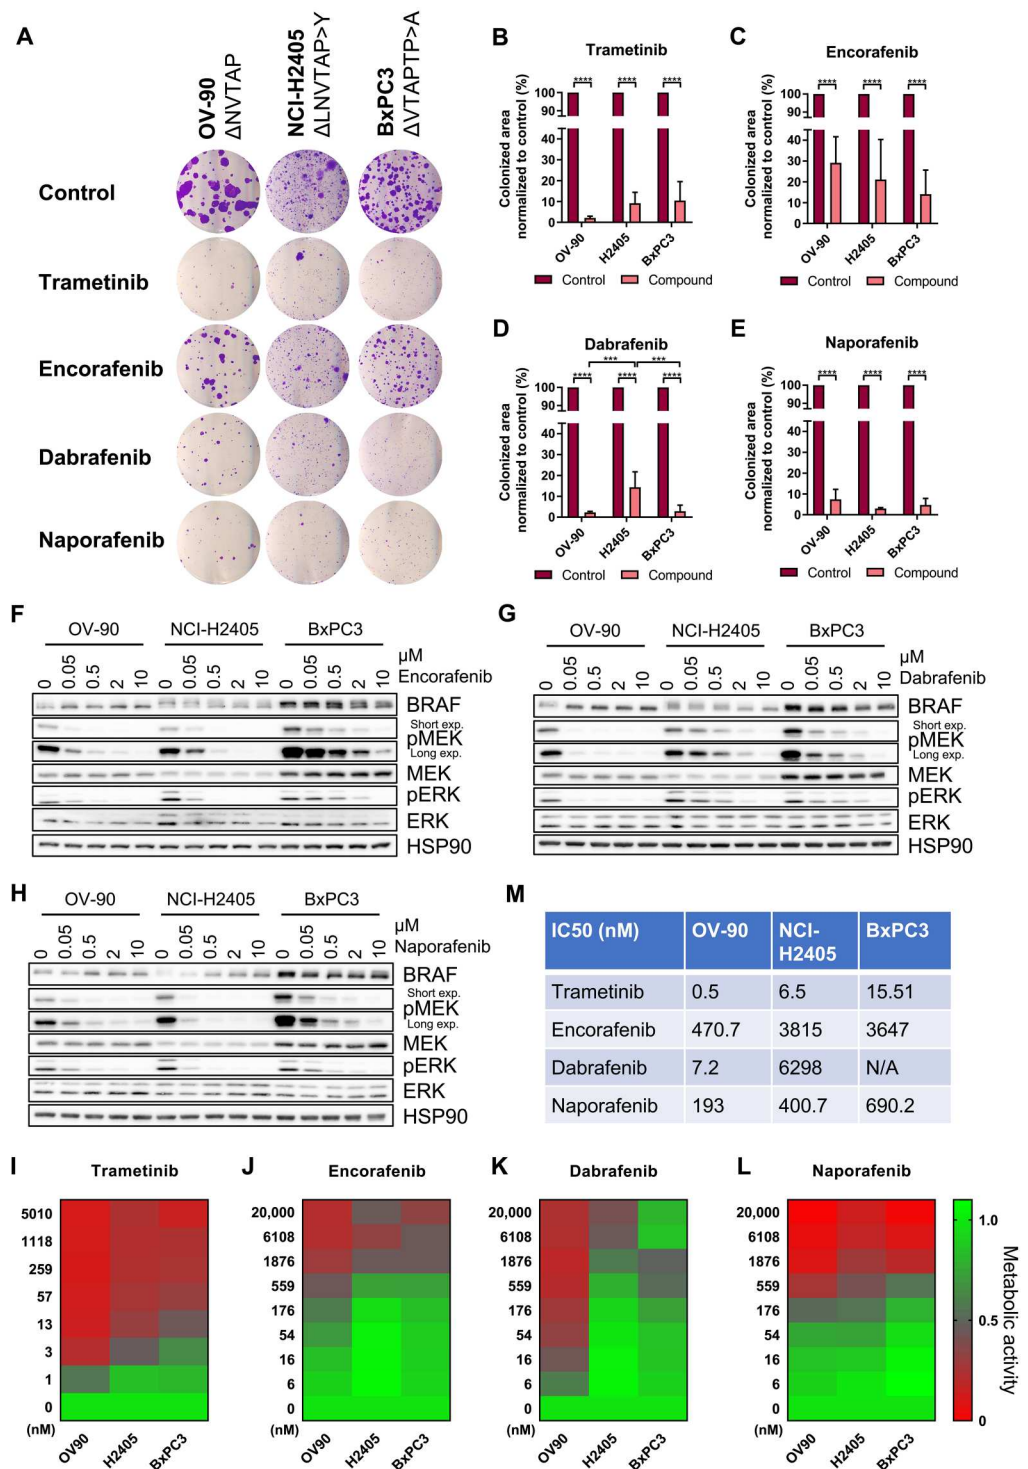 A
OV-90
ΔNVTAP
NCI-H2405
ΔLNVTAP>Y
BxPC3
ΔVTAPTP>A
Control
Trametinib
Encorafenib
Dabrafenib
Naporafenib
B
Trametinib
Colonized area
normalized to control (%)
**** **** ****
100
90
40
30
20
10
0
OV-90 H2405 BxPC3
Control Compound
C
Encorafenib
Colonized area
normalized to control (%)
**** **** ****
100
90
40
30
20
10
0
OV-90 H2405 BxPC3
Control Compound
D
Dabrafenib
Colonized area
normalized to control (%)
*** ***
**** **** ****
100
90
40
30
20
10
0
OV-90 H2405 BxPC3
Control Compound
E
Naporafenib
Colonized area
normalized to control (%)
**** **** ****
100
90
40
30
20
10
0
OV-90 H2405 BxPC3
Control Compound
F
OV-90 NCI-H2405 BxPC3
0 0.05 0.5 2 10 0 0.05 0.5 2 10 0 0.05 0.5 2 10
µM
Encorafenib
BRAF
Short exp.
pMEK
Long exp.
MEK
pERK
ERK
HSP90
G
OV-90 NCI-H2405 BxPC3
0 0.05 0.5 2 10 0 0.05 0.5 2 10 0 0.05 0.5 2 10
µM
Dabrafenib
BRAF
Short exp.
pMEK
Long exp.
MEK
pERK
ERK
HSP90
H
OV-90 NCI-H2405 BxPC3
0 0.05 0.5 2 10 0 0.05 0.5 2 10 0 0.05 0.5 2 10
µM
Naporafenib
BRAF
Short exp.
pMEK
Long exp.
MEK
pERK
ERK
HSP90
M
IC50 (nM) OV-90 NCI-H2405 BxPC3
Trametinib 0.5 6.5 15.51
Encorafenib 470.7 3815 3647
Dabrafenib 7.2 6298 N/A
Naporafenib 193 400.7 690.2
I
Trametinib
5010
1118
259
57
13
3
1
0
(nM)
OV90 H2405 BxPC3
J
Encorafenib
20,000
6108
1876
559
176
54
16
6
0
(nM)
OV90 H2405 BxPC3
K
Dabrafenib
20,000
6108
1876
559
176
54
16
6
0
(nM)
OV90 H2405 BxPC3
L
Naporafenib
20,000
6108
1876
559
176
54
16
6
0
(nM)
OV90 H2405 BxPC3
1.0
0.5
0
Metabolic activity